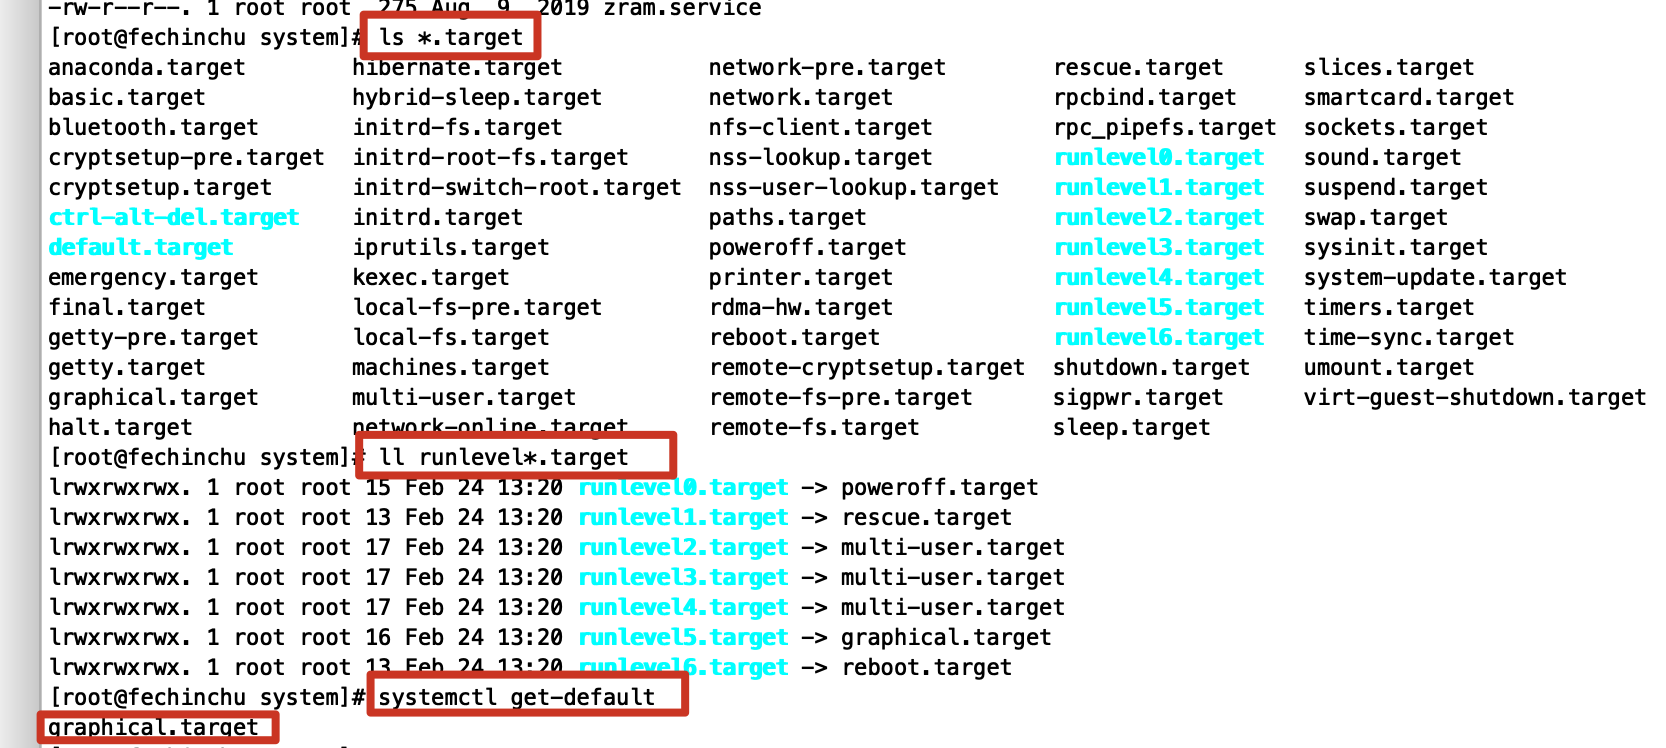 -rw-r--r--. 1 root root  275 Aug  9  2019 zram.service
[root@fechinchu system]# ls *.target
anaconda.target        hibernate.target           network-pre.target         rescue.target      slices.target
basic.target           hybrid-sleep.target        network.target             rpcbind.target     smartcard.target
bluetooth.target       initrd-fs.target           nfs-client.target          rpc_pipefs.target  sockets.target
cryptsetup-pre.target  initrd-root-fs.target      nss-lookup.target          runlevel0.target   sound.target
cryptsetup.target      initrd-switch-root.target  nss-user-lookup.target     runlevel1.target   suspend.target
ctrl-alt-del.target    initrd.target              paths.target               runlevel2.target   swap.target
default.target         iprutils.target            poweroff.target            runlevel3.target   sysinit.target
emergency.target       kexec.target               printer.target             runlevel4.target   system-update.target
final.target           local-fs-pre.target        rdma-hw.target             runlevel5.target   timers.target
getty-pre.target       local-fs.target            reboot.target              runlevel6.target   time-sync.target
getty.target           machines.target            remote-cryptsetup.target   shutdown.target    umount.target
graphical.target       multi-user.target          remote-fs-pre.target       sigpwr.target      virt-guest-shutdown.target
halt.target            network-online.target      remote-fs.target           sleep.target
[root@fechinchu system]# ll runlevel*.target
lrwxrwxrwx. 1 root root 15 Feb 24 13:20 runlevel0.target -> poweroff.target
lrwxrwxrwx. 1 root root 13 Feb 24 13:20 runlevel1.target -> rescue.target
lrwxrwxrwx. 1 root root 17 Feb 24 13:20 runlevel2.target -> multi-user.target
lrwxrwxrwx. 1 root root 17 Feb 24 13:20 runlevel3.target -> multi-user.target
lrwxrwxrwx. 1 root root 17 Feb 24 13:20 runlevel4.target -> multi-user.target
lrwxrwxrwx. 1 root root 16 Feb 24 13:20 runlevel5.target -> graphical.target
lrwxrwxrwx. 1 root root 13 Feb 24 13:20 runlevel6.target -> reboot.target
[root@fechinchu system]# systemctl get-default
graphical.target